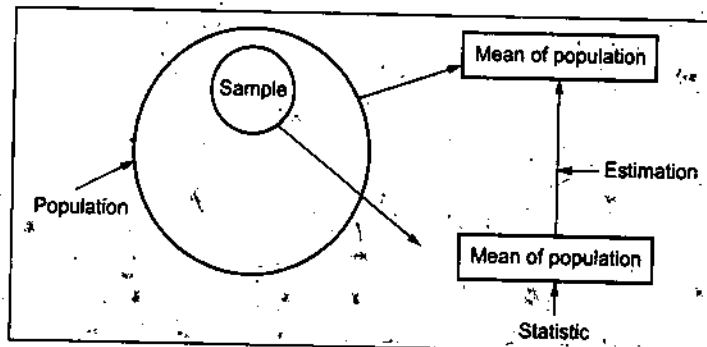 Mean of population
Sample
Estimation
Population
Mean of population
Statistic